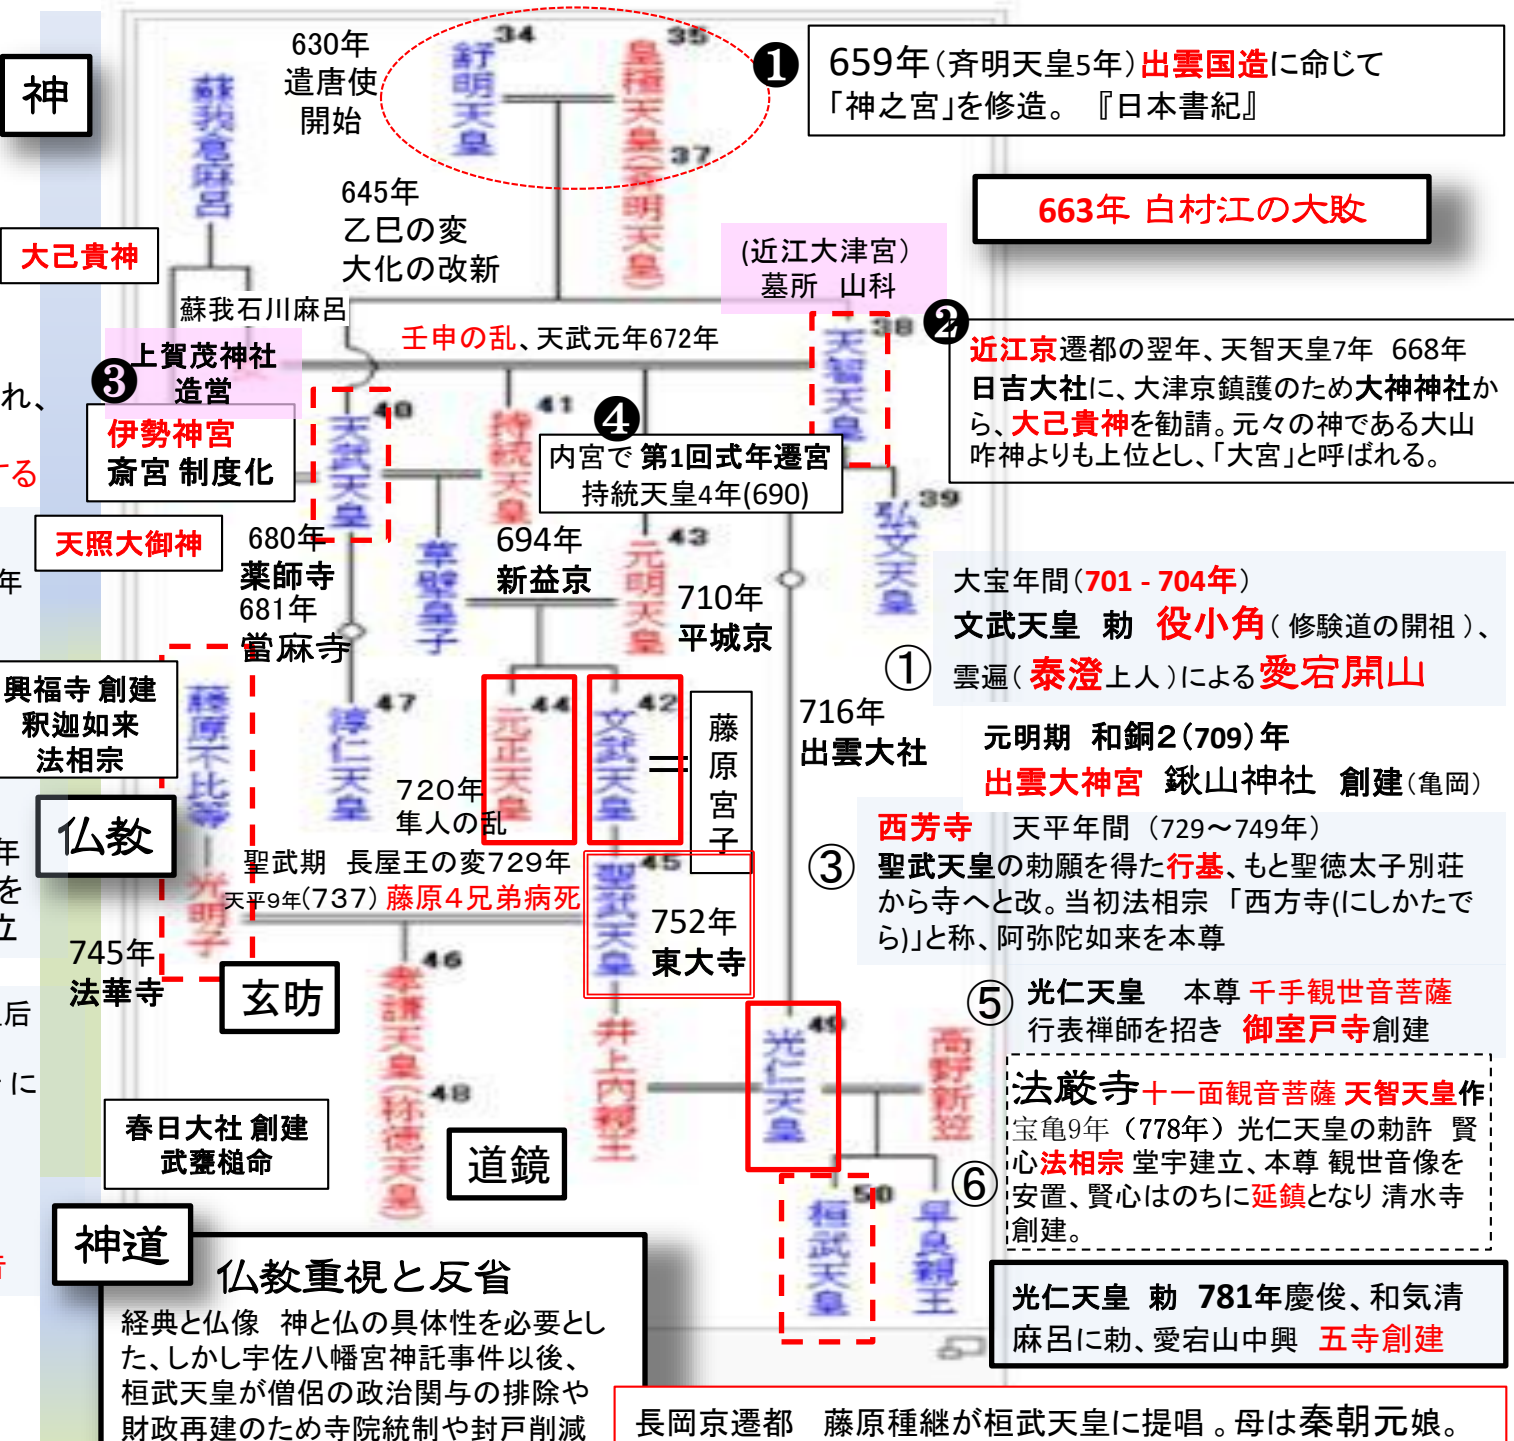 神
630年
遣唐使
開始
34
舒明天皇
35
皇極天皇(斉明天皇)
37
❶
659年(斉明天皇5年)出雲国造に命じて
「神之宮」を修造。『日本書紀』
蘇我倉麻呂
645年
乙巳の変
大化の改新
663年 白村江の大敗
大己貴神
(近江大津宮)
墓所 山科
蘇我石川麻呂
壬申の乱、天武元年672年
38
天智天皇
❷
近江京遷都の翌年、天智天皇7年 668年
日吉大社に、大津京鎮護のため大神神社か
ら、大己貴神を勧請。元々の神である大山
咋神よりも上位とし、「大宮」と呼ばれる。
❸
上賀茂神社
造営
れ、
伊勢神宮
斎宮 制度化
する
40
天武天皇
41
持統天皇
❹
内宮で 第1回式年遷宮
持統天皇4年(690)
39
弘文天皇
天照大御神
680年
薬師寺
681年
當麻寺
草壁皇子
694年
新益京
43
元明天皇
710年
平城京
年
大宝年間(701 - 704年)
文武天皇 勅 役小角(修験道の開祖)、
①
雲遍(泰澄上人)による愛宕開山
興福寺 創建
釈迦如来
法相宗
藤原不比等
47
淳仁天皇
44
元正天皇
42
文武天皇
藤原宮子
716年
出雲大社
元明期 和銅2(709)年
出雲大神宮 鍬山神社 創建(亀岡)
720年
隼人の乱
仏教
③
西芳寺 天平年間 (729~749年)
聖武天皇の勅願を得た行基、もと聖徳太子別荘
から寺へと改。当初法相宗 「西方寺(にしかたで
ら)」と称、阿弥陀如来を本尊
年
を
立
聖武期 長屋王の変729年
天平9年(737)藤原4兄弟病死
光明子
45
聖武天皇
752年
東大寺
745年
法華寺
玄昉
46
孝謙天皇(称徳天皇)
48
井上内親王
49
光仁天皇
高野新笠
⑤
光仁天皇 本尊 千手観世音菩薩
行表禅師を招き 御室戸寺創建
后
に
春日大社 創建
武甕槌命
道鏡
⑥
法厳寺十一面観音菩薩 天智天皇作
宝亀9年(778年)光仁天皇の勅許 賢
心法相宗 堂宇建立、本尊 観世音像を
安置、賢心はのちに延鎮となり 清水寺
創建。
50
桓武天皇
早良親王
神道
仏教重視と反省
経典と仏像 神と仏の具体性を必要とし
た、しかし宇佐八幡宮神託事件以後、
桓武天皇が僧侶の政治関与の排除や
財政再建のため寺院統制や封戸削減
光仁天皇 勅 781年慶俊、和気清
麻呂に勅、愛宕山中興 五寺創建
長岡京遷都 藤原種継が桓武天皇に提唱。母は秦朝元娘。